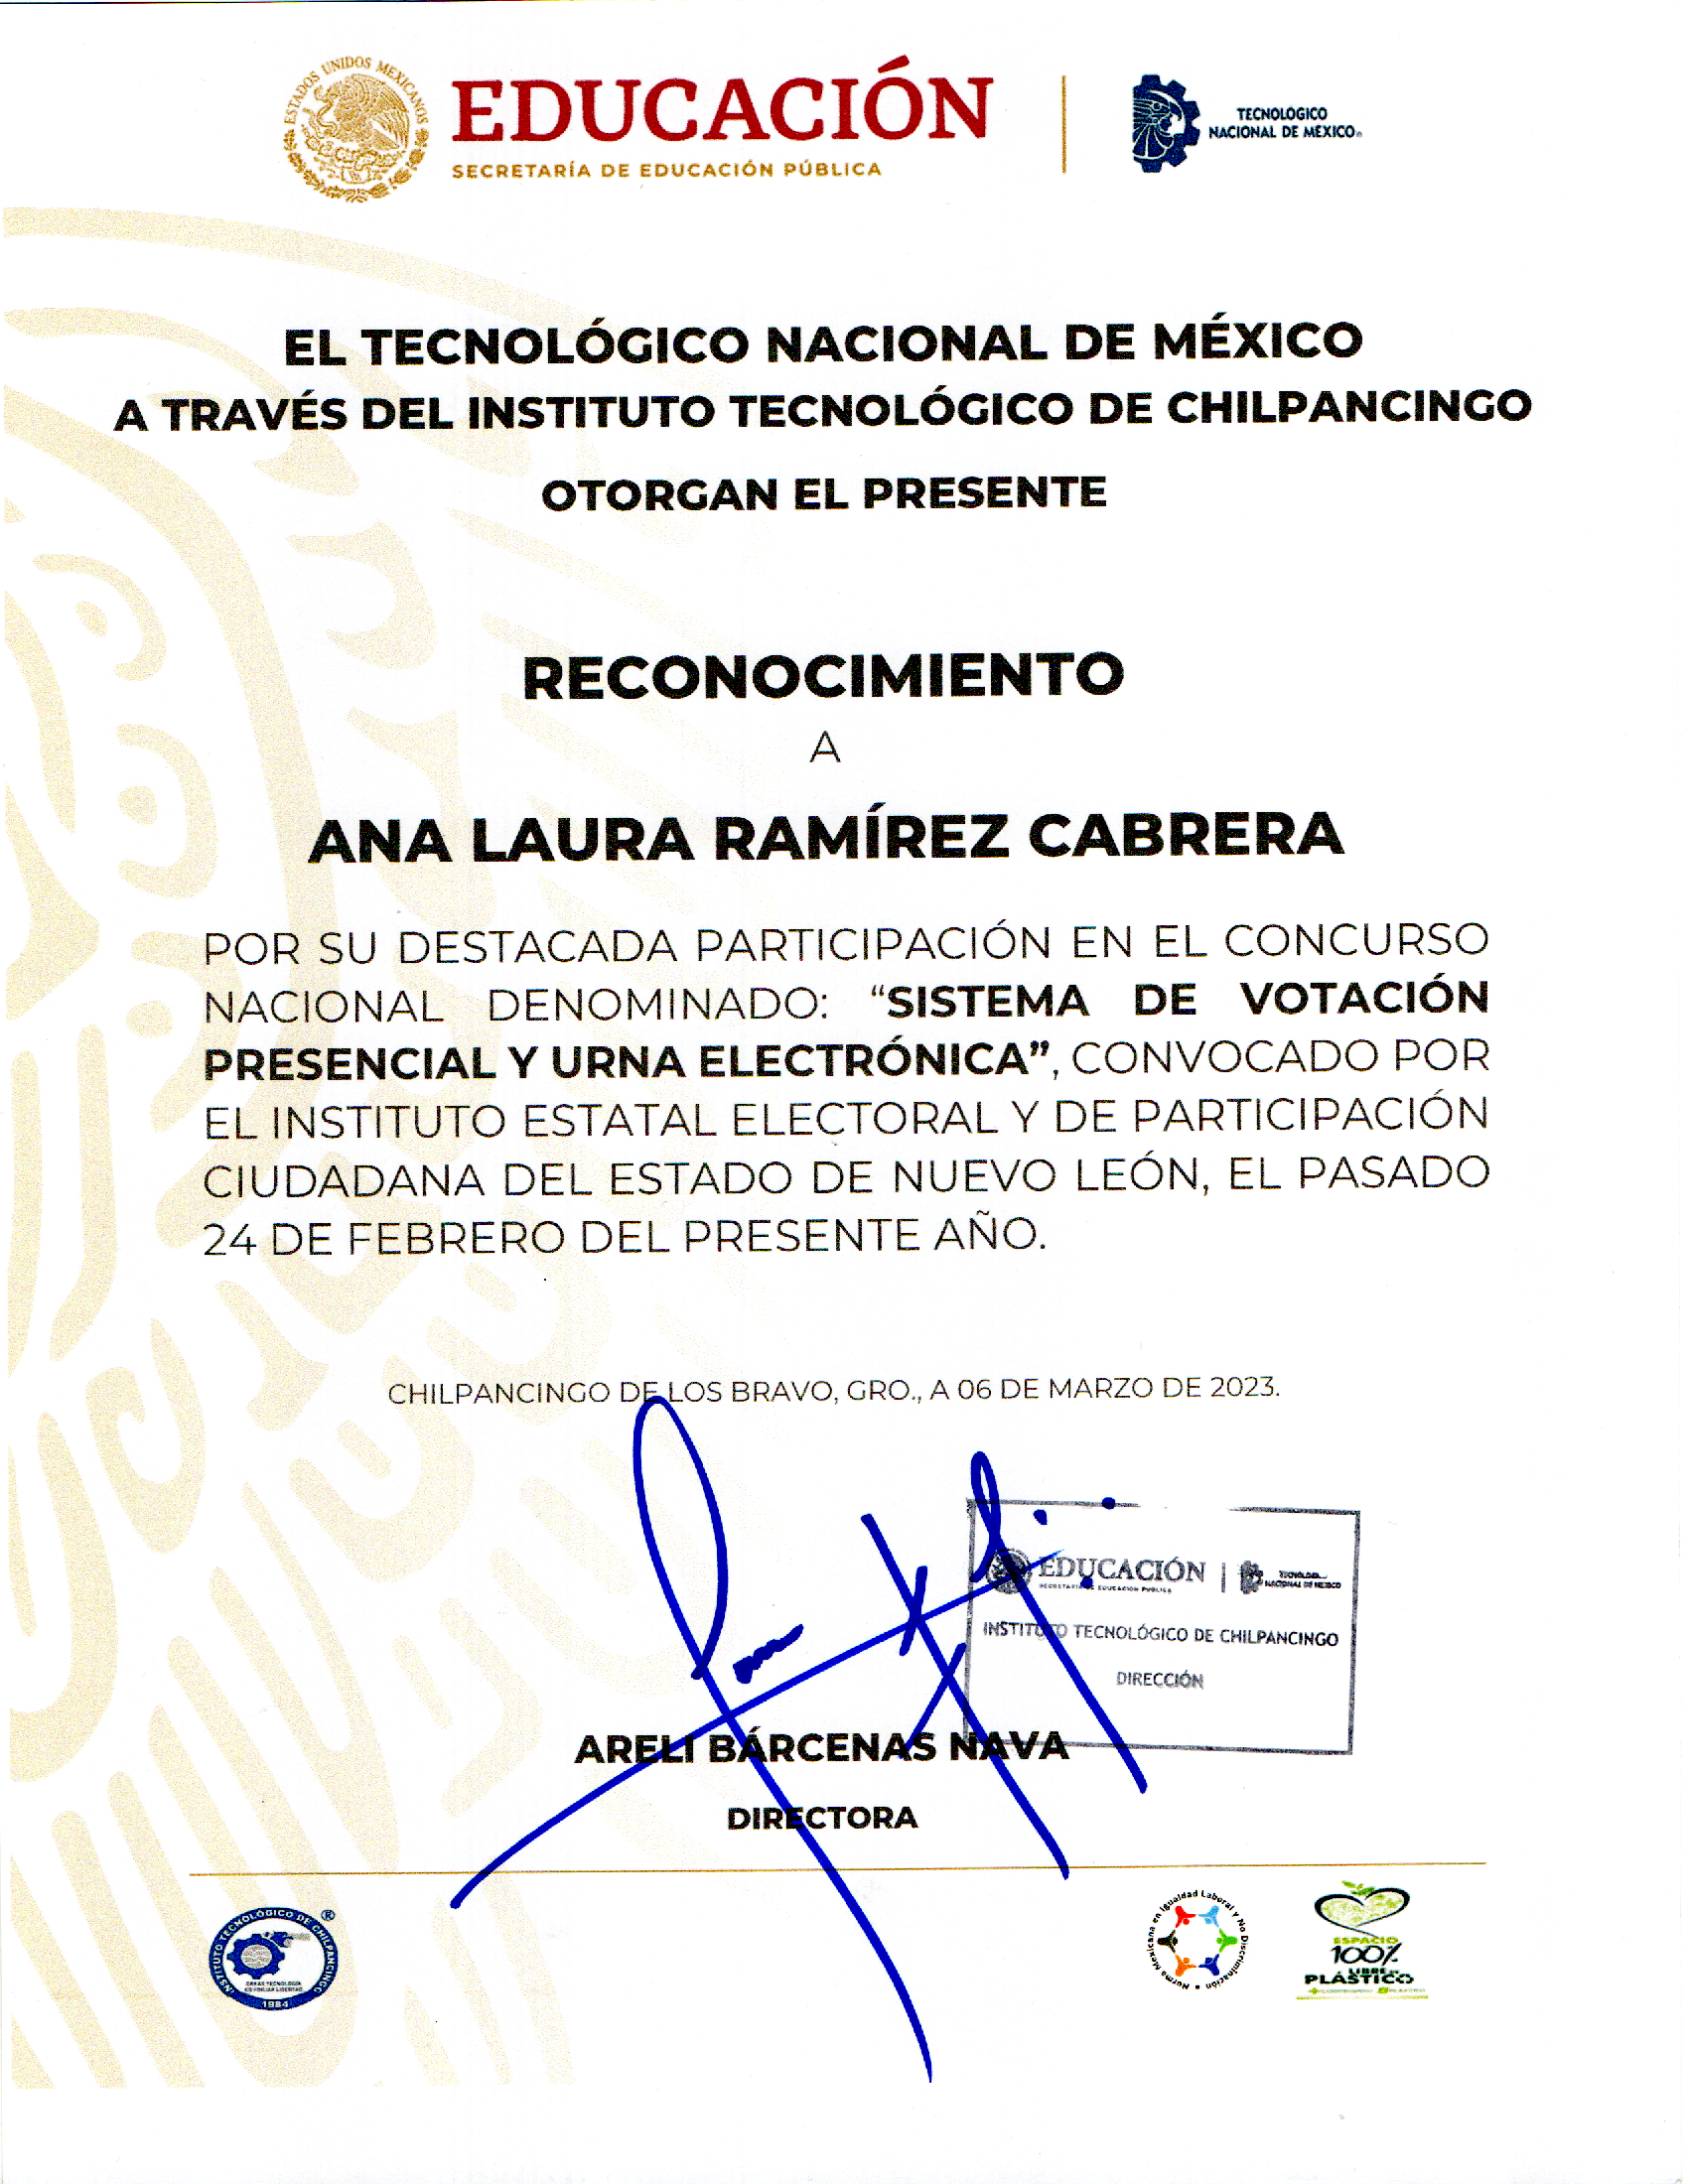 ESTADOS UNIDOS MEXICANOS
EDUCACIÓN
SECRETARÍA DE EDUCACIÓN PÚBLICA
TECNOLÓGICO
NACIONAL DE MÉXICO®
EL TECNOLÓGICO NACIONAL DE MÉXICO
A TRAVÉS DEL INSTITUTO TECNOLÓGICO DE CHILPANCINGO
OTORGAN EL PRESENTE
RECONOCIMIENTO
A
ANA LAURA RAMÍREZ CABRERA
POR SU DESTACADA PARTICIPACIÓN EN EL CONCURSO
NACIONAL DENOMINADO: “SISTEMA DE VOTACIÓN
PRESENCIAL Y URNA ELECTRÓNICA”, CONVOCADO POR
EL INSTITUTO ESTATAL ELECTORAL Y DE PARTICIPACIÓN
CIUDADANA DEL ESTADO DE NUEVO LEÓN, EL PASADO
24 DE FEBRERO DEL PRESENTE AÑO.
CHILPANCINGO DE LOS BRAVO, GRO., A 06 DE MARZO DE 2023.
EDUCACIÓN
SECRETARÍA DE EDUCACIÓN PÚBLICA
NACIONAL DE MÉXICO
INSTITUTO TECNOLÓGICO DE CHILPANCINGO
DIRECCIÓN
ARELI BÁRCENAS NAVA
DIRECTORA
INSTITUTO TECNOLÓGICO DE CHILPANCINGO ®
1984
Norma Mexicana en Igualdad Laboral y No Discriminación
ESPACIO
100%
LIBRE DE
PLÁSTICO